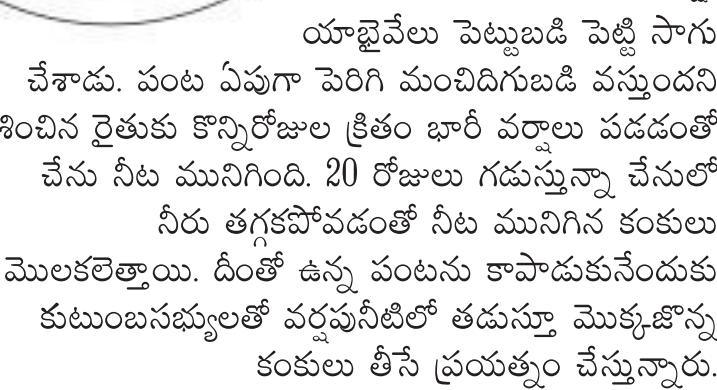 యాభైవేలు పెట్టుబడి పెట్టి సాగు
చేశాడు. పంట ఏపుగా పెరిగి మంచిదిగుబడి వస్తుందని
శించిన రైతుకు కొన్నిరోజుల క్రితం భారీ వర్షాలు పడడంతో
చేను నీట మునిగింది. 20 రోజులు గడుస్తున్నా చేనులో
నీరు తగ్గకపోవడంతో నీట మునిగిన కంకులు
మొలకలెత్తాయి. దీంతో ఉన్న పంటను కాపాడుకునేందుకు
కుటుంబసభ్యులతో వర్షపునీటిలో తడుస్తూ మొక్కజొన్న
కంకులు తీసే ప్రయత్నం చేస్తున్నారు.